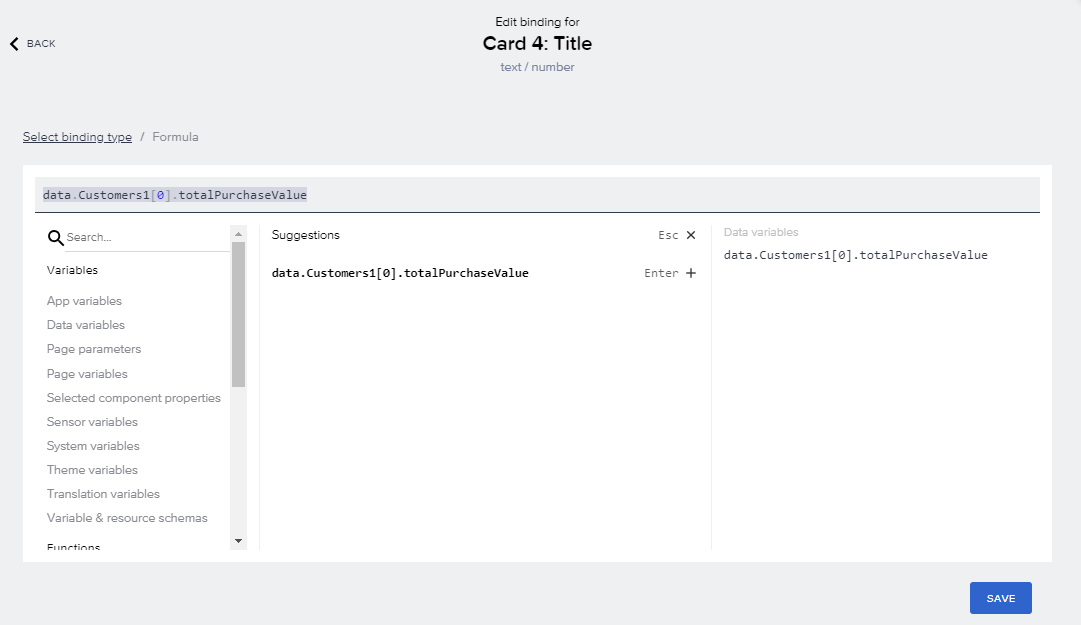 Edit binding for
BACK
Card 4: Title
text / number
Select binding type / Formula
data.Customers1[0].totalPurchaseValue
Search...
Variables
App variables
Data variables
Page parameters
Page variables
Selected component properties
Sensor variables
System variables
Theme variables
Translation variables
Variable & resource schemas
Functions
Suggestions Esc ×
data.Customers1[0].totalPurchaseValue Enter +
Data variables
data.Customers1[0].totalPurchaseValue
SAVE